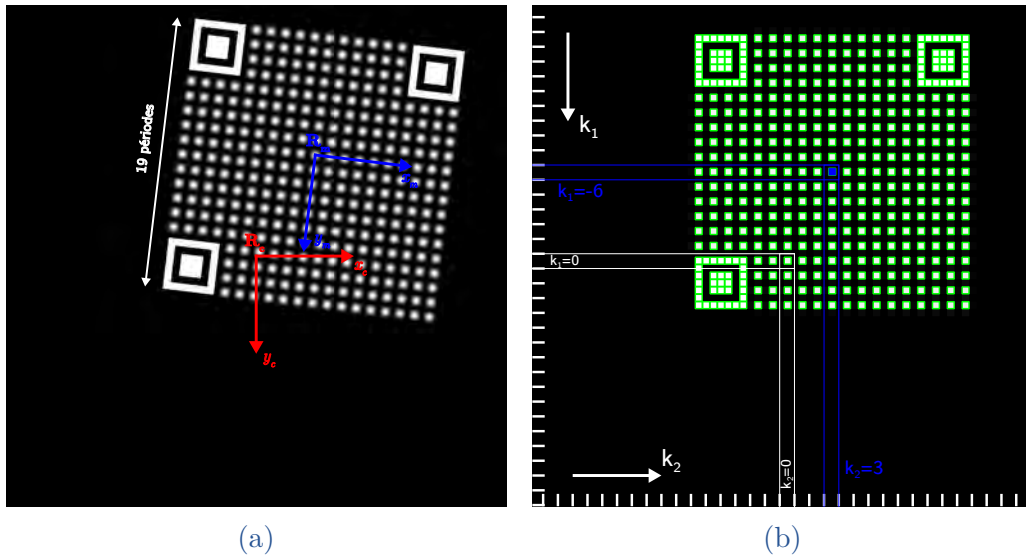 19 périodes
R_m
x_m
y_m
R_c
x_c
y_c
k_1
k_1=-6
k_1=0
k_2
k_2=0
k_2=3
(a)
(b)